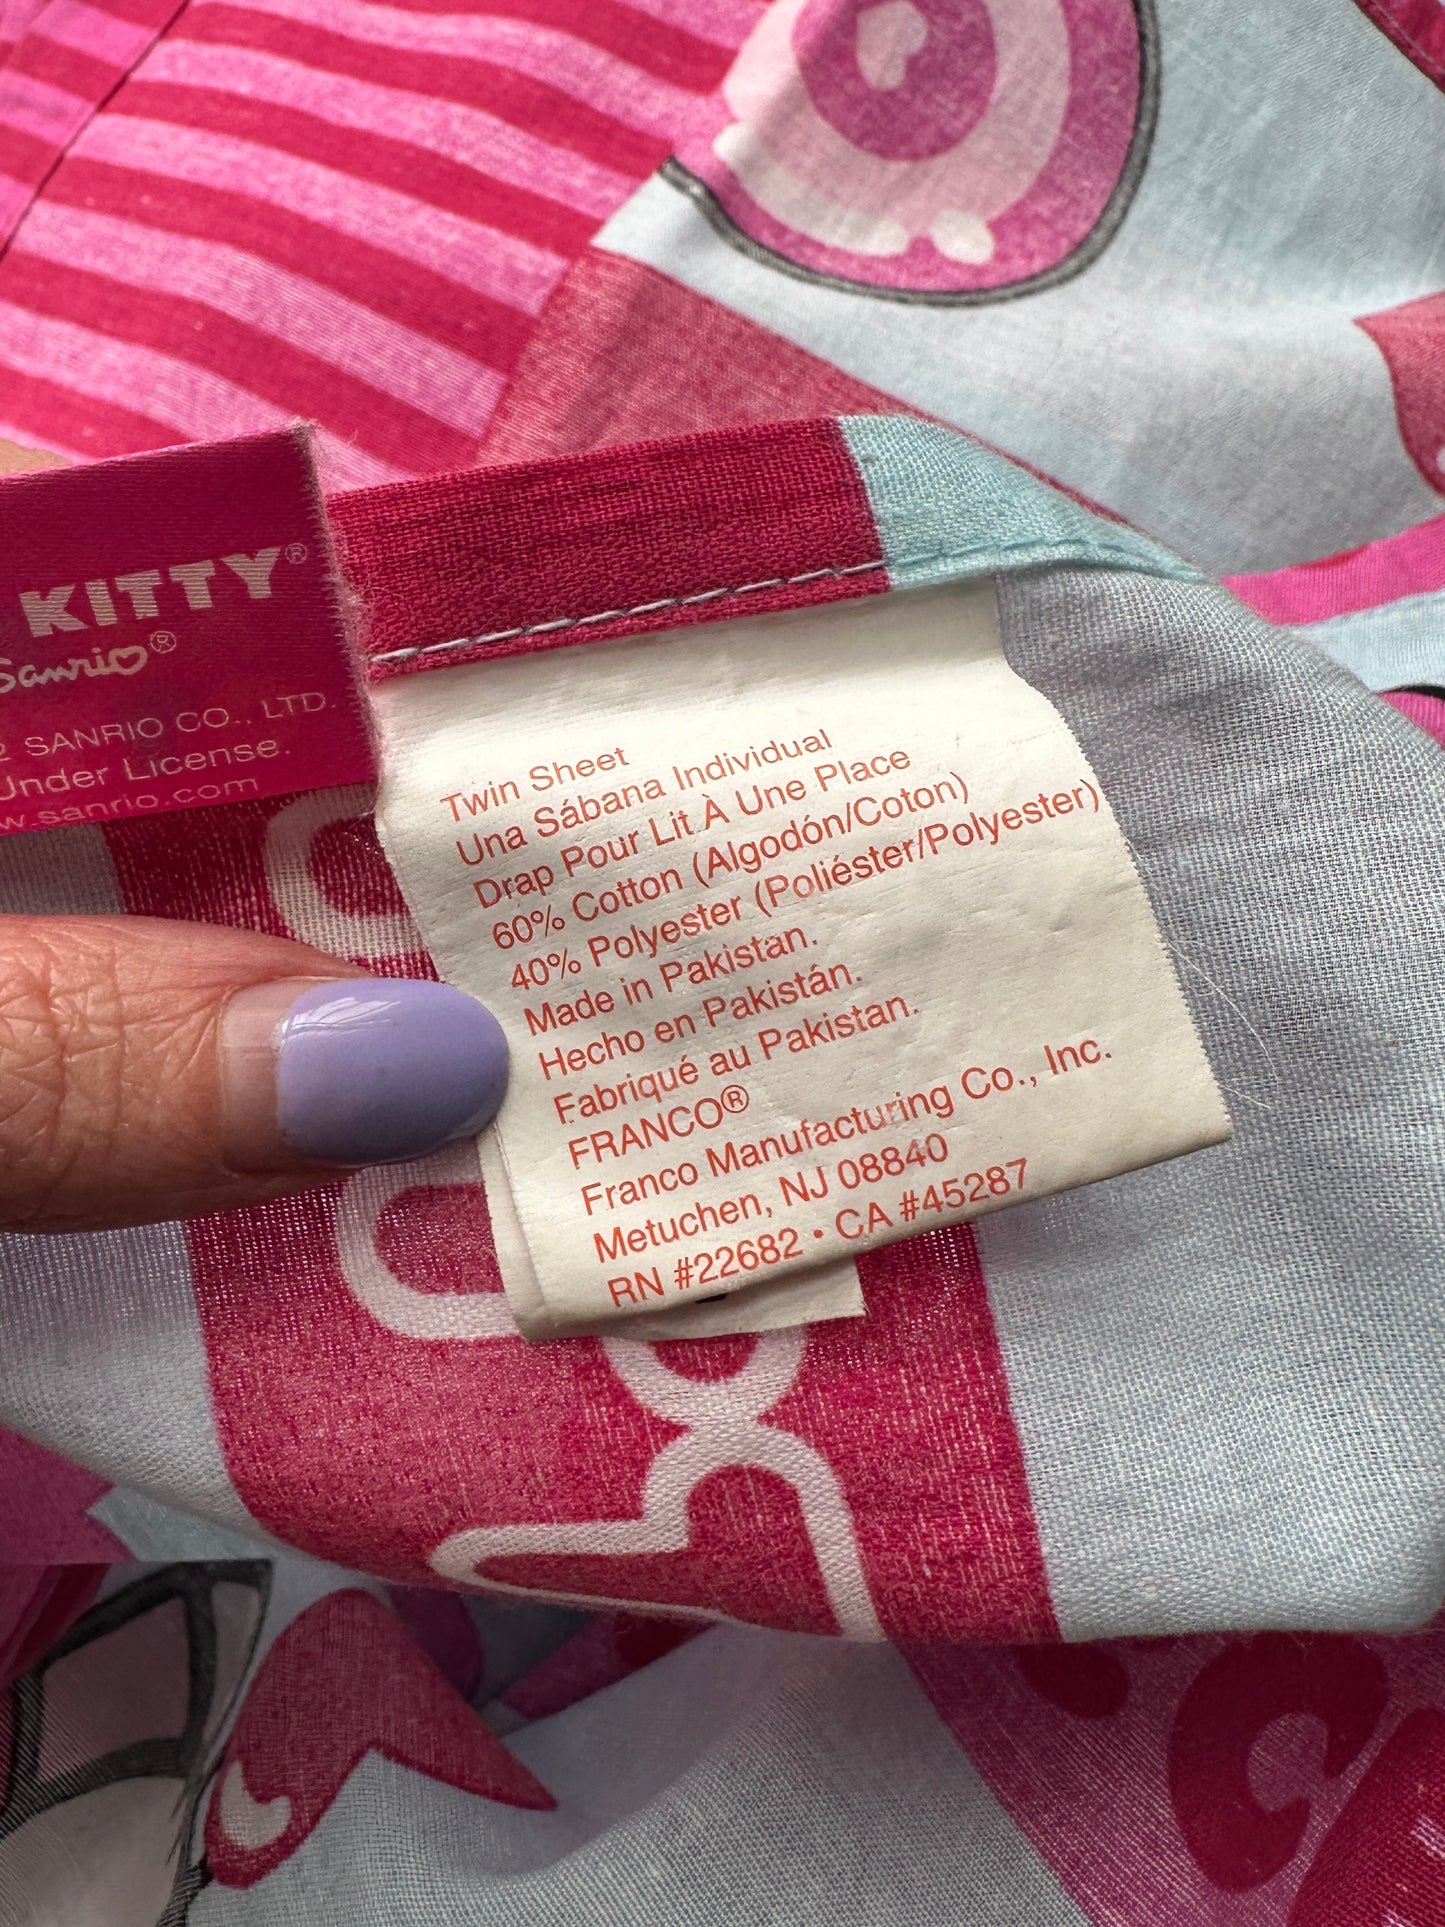 KITTY®
Sanrio®
2 SANRIO CO., LTD.
Under License.
w.sanrio.com
Twin Sheet
Una Sábana Individual
Drap Pour Lit À Une Place
60% Cotton (Algodón/Coton)
40% Polyester (Poliéster/Polyester)
Made in Pakistan.
Hecho en Pakistán.
Fabriqué au Pakistan.
FRANCO®
Franco Manufacturing Co., Inc.
Metuchen, NJ 08840
RN #22682 • CA #45287